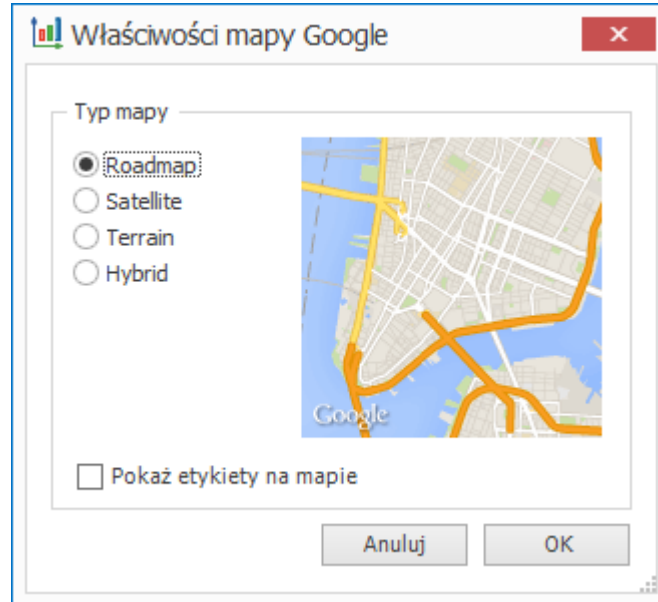 Właściwości mapy Google
Typ mapy
Roadmap
Satellite
Terrain
Hybrid
Google
Pokaż etykiety na mapie
Anuluj
OK